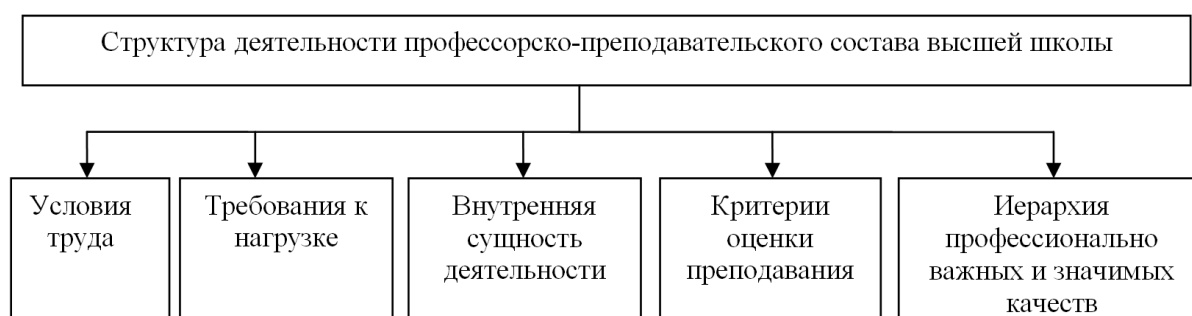 Структура деятельности профессорско-преподавательского состава высшей школы
Условия
труда
Требования к
нагрузке
Внутренняя
сущность
деятельности
Критерии
оценки
преподавания
Иерархия
профессионально
важных и значимых
качеств